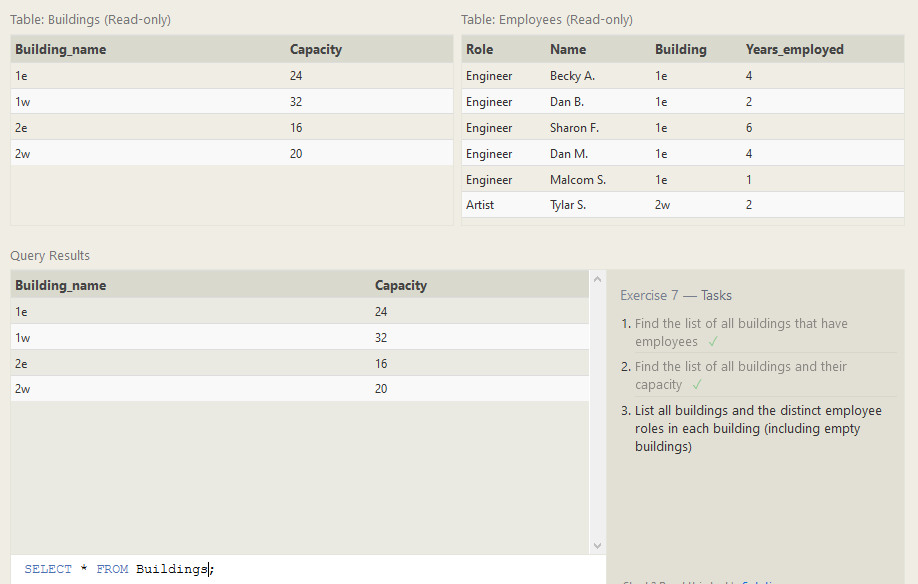 Table: Buildings (Read-only)
Building_name Capacity
1e 24
1w 32
2e 16
2w 20
Table: Employees (Read-only)
Role Name Building Years_employed
Engineer Becky A. 1e 4
Engineer Dan B. 1e 2
Engineer Sharon F. 1e 6
Engineer Dan M. 1e 4
Engineer Malcom S. 1e 1
Artist Tylar S. 2w 2
Query Results
Building_name Capacity
1e 24
1w 32
2e 16
2w 20
SELECT * FROM Buildings;
Exercise 7 — Tasks
1. Find the list of all buildings that have
employees ✓
2. Find the list of all buildings and their
capacity ✓
3. List all buildings and the distinct employee
roles in each building (including empty
buildings)